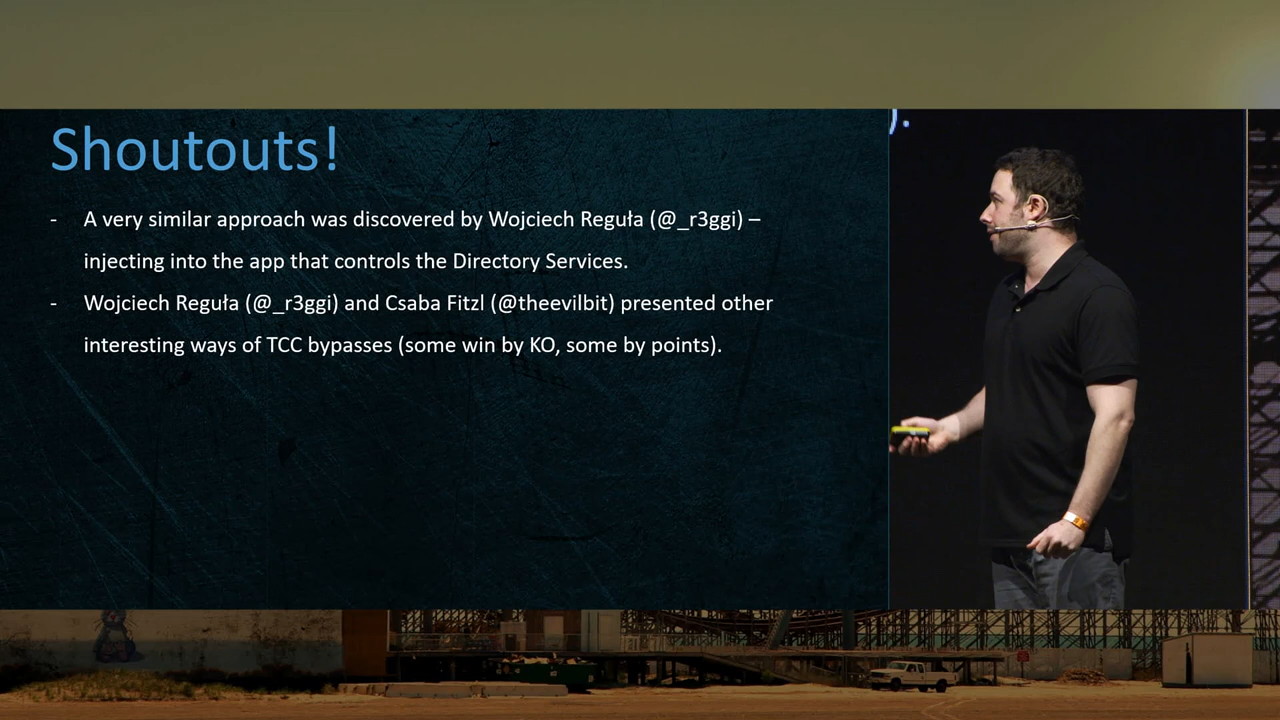 Shoutouts!
- A very similar approach was discovered by Wojciech Reguła (@_r3ggi) –
injecting into the app that controls the Directory Services.
- Wojciech Reguła (@_r3ggi) and Csaba Fitzl (@theevilbit) presented other
interesting ways of TCC bypasses (some win by KO, some by points).
).